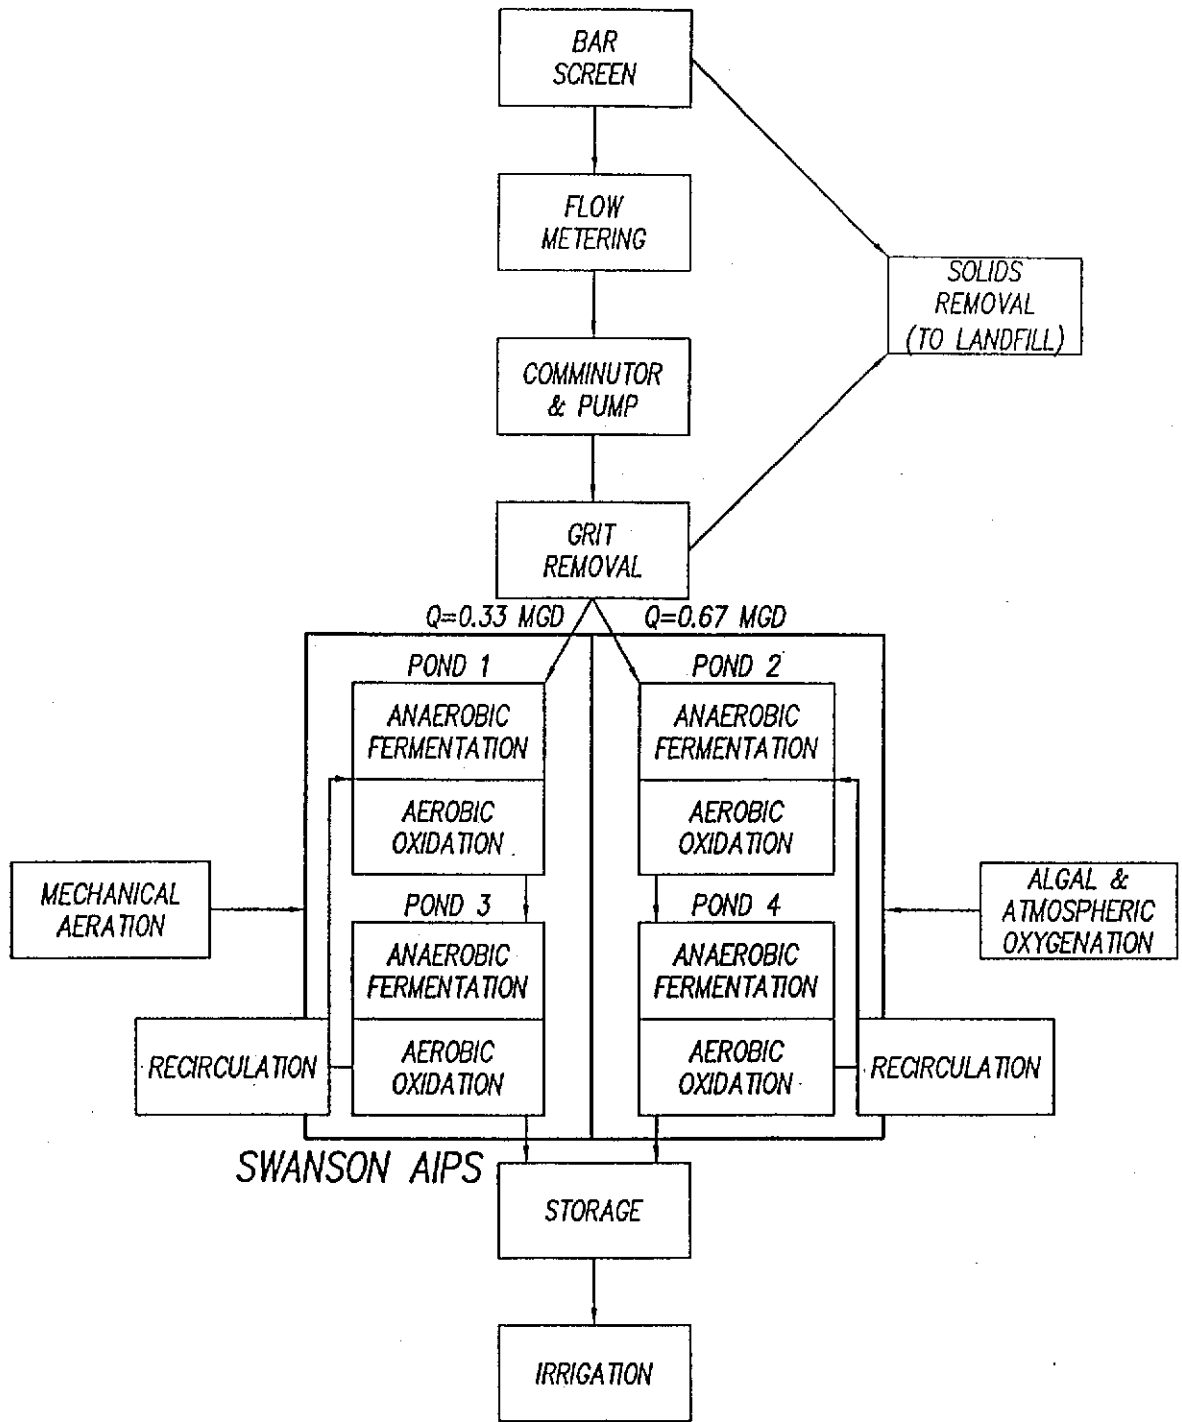 BAR
SCREEN
FLOW
METERING
SOLIDS
REMOVAL
(TO LANDFILL)
COMMINUTOR
& PUMP
GRIT
REMOVAL
Q=0.33 MGD
Q=0.67 MGD
POND 1
POND 2
ANAEROBIC
FERMENTATION
ANAEROBIC
FERMENTATION
AEROBIC
OXIDATION
AEROBIC
OXIDATION
MECHANICAL
AERATION
POND 3
POND 4
ALGAL &
ATMOSPHERIC
OXYGENATION
ANAEROBIC
FERMENTATION
ANAEROBIC
FERMENTATION
RECIRCULATION
AEROBIC
OXIDATION
AEROBIC
OXIDATION
RECIRCULATION
SWANSON AIPS
STORAGE
IRRIGATION